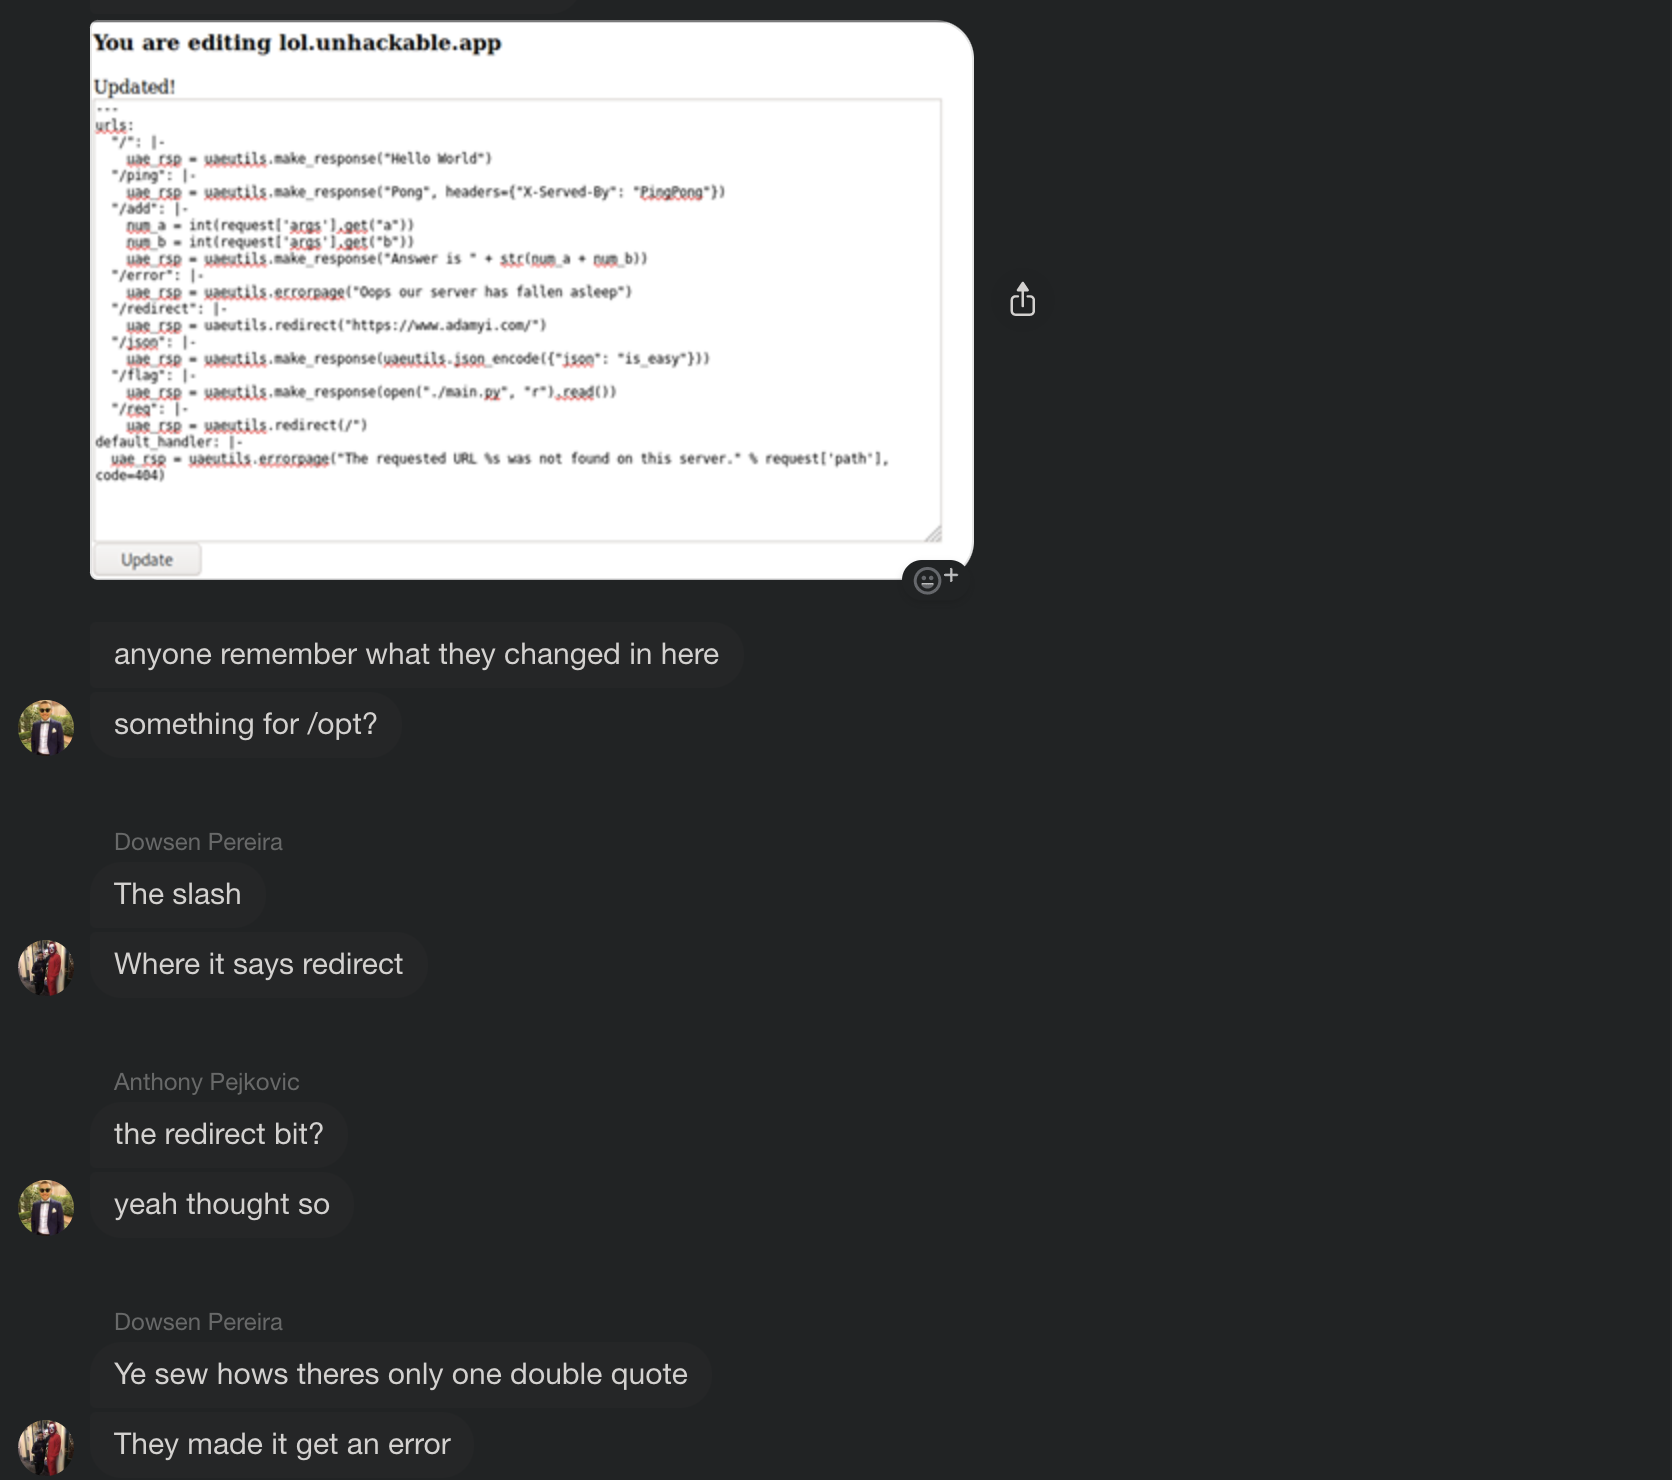 You are editing lol.unhackable.app
Updated!
---
urls:
  "/": |-
    uae_rsp = uaeutils.make_response("Hello World")
  "/ping": |-
    uae_rsp = uaeutils.make_response("Pong", headers={"X-Served-By": "PingPong"})
  "/add": |-
    num_a = int(request['args'].get("a"))
    num_b = int(request['args'].get("b"))
    uae_rsp = uaeutils.make_response("Answer is " + str(num_a + num_b))
  "/error": |-
    uae_rsp = uaeutils.errorpage("Oops our server has fallen asleep")
  "/redirect": |-
    uae_rsp = uaeutils.redirect("https://www.adamyi.com/")
  "/json": |-
    uae_rsp = uaeutils.make_response(uaeutils.json_encode({"json": "is_easy"}))
  "/flag": |-
    uae_rsp = uaeutils.make_response(open("./main.py", "r").read())
  "/req": |-
    uae_rsp = uaeutils.redirect(/")
default_handler: |-
  uae_rsp = uaeutils.errorpage("The requested URL %s was not found on this server." % request['path'],
code=404)
Update
anyone remember what they changed in here
something for /opt?
Dowsen Pereira
The slash
Where it says redirect
Anthony Pejkovic
the redirect bit?
yeah thought so
Dowsen Pereira
Ye sew hows theres only one double quote
They made it get an error